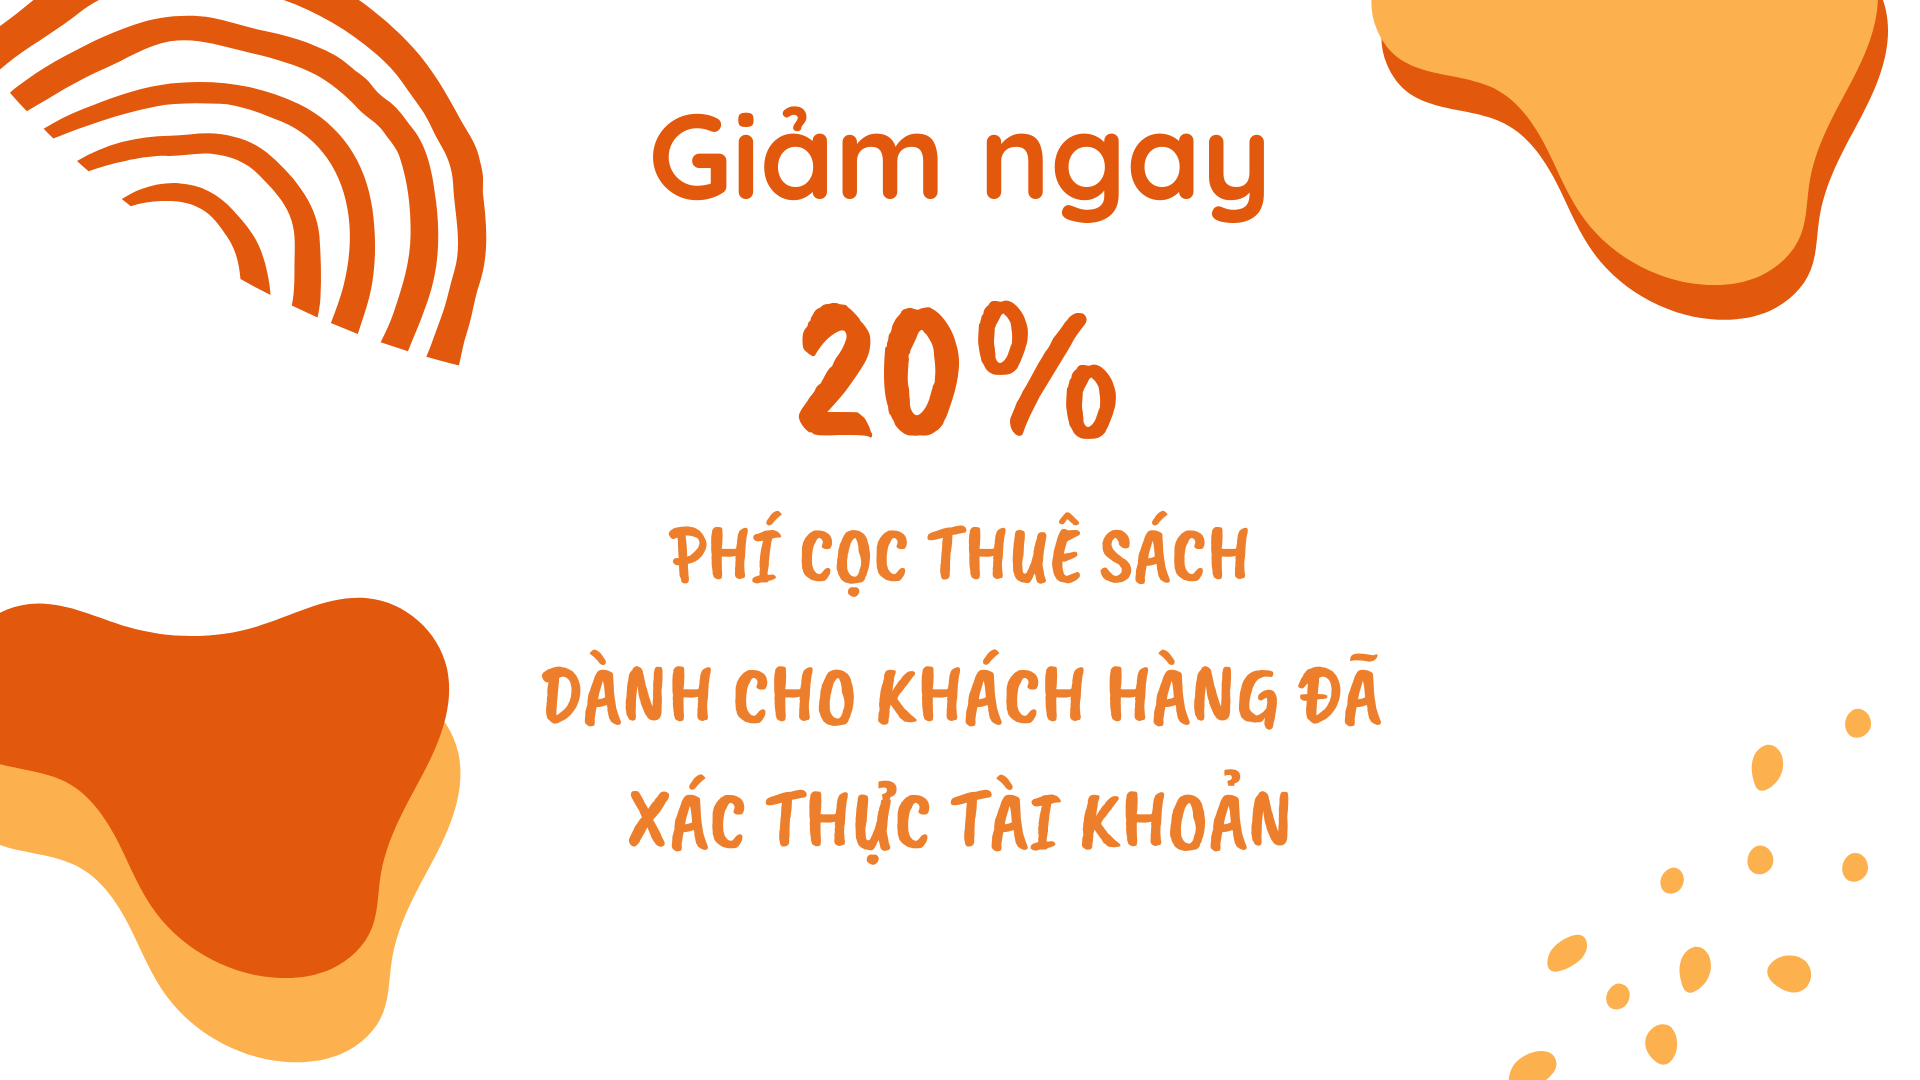 Giảm ngay
20%
PHÍ CỌC THUÊ SÁCH
DÀNH CHO KHÁCH HÀNG ĐÃ
XÁC THỰC TÀI KHOẢN